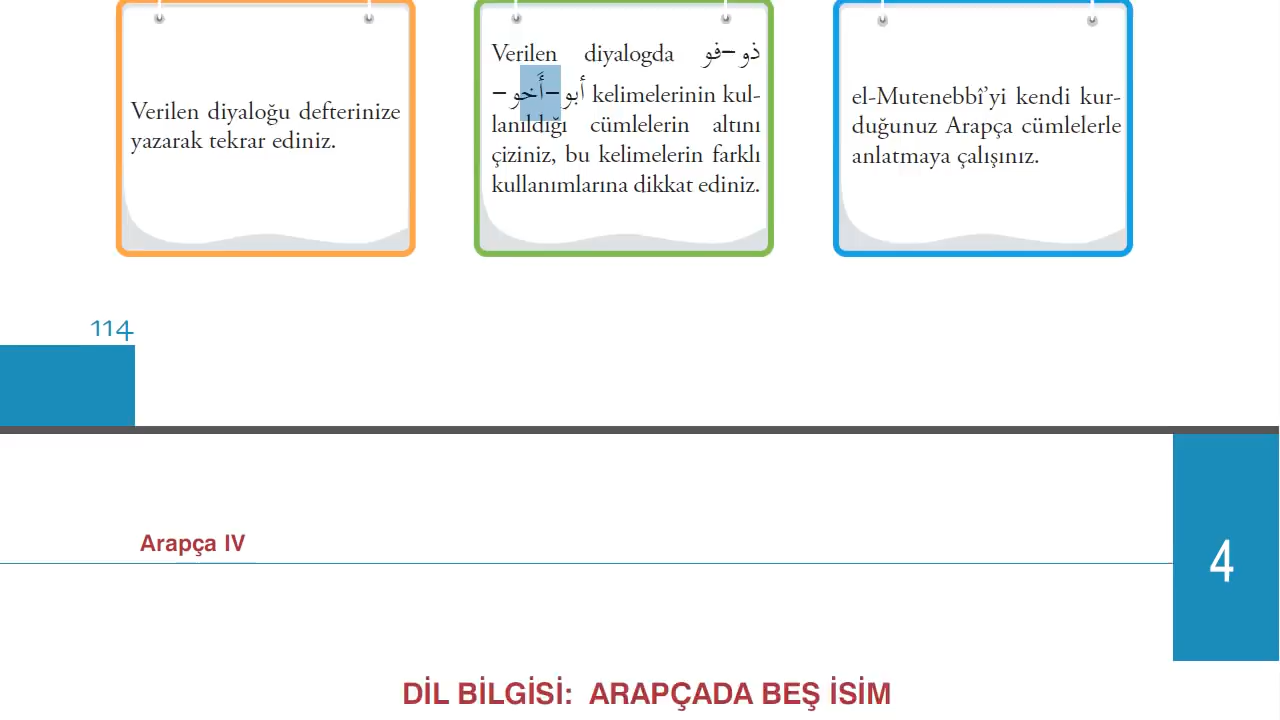 Verilen diyaloğu defterinize
yazarak tekrar ediniz.
Verilen diyalogda ذو–فو
أبو–أَخو– kelimelerinin kul-
lanıldığı cümlelerin altını
çiziniz, bu kelimelerin farklı
kullanımlarına dikkat ediniz.
el-Mutenebbî’yi kendi kur-
duğunuz Arapça cümlelerle
anlatmaya çalışınız.
114
Arapça IV
4
DİL BİLGİSİ: ARAPÇADA BEŞ İSİM